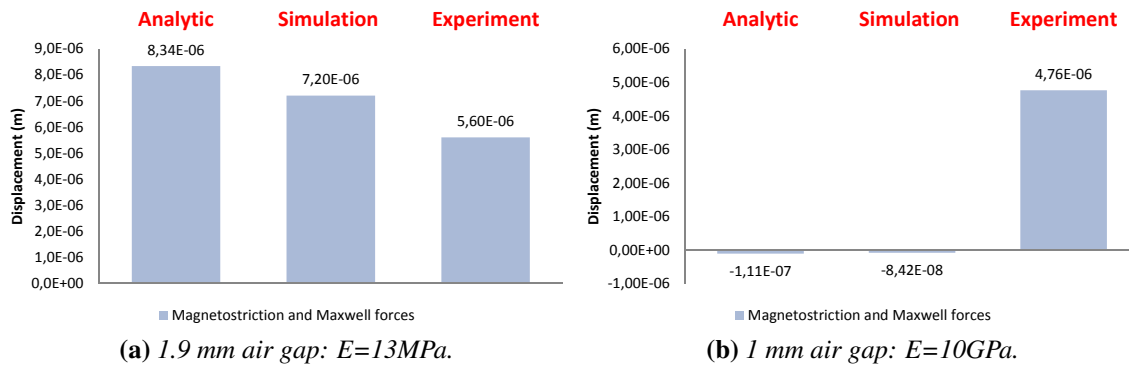 Analytic Simulation Experiment
9,0E-06
8,0E-06
7,0E-06
6,0E-06
5,0E-06
4,0E-06
3,0E-06
2,0E-06
1,0E-06
0,0E+00
Displacement (m)
8,34E-06
7,20E-06
5,60E-06
Magnetostriction and Maxwell forces
(a) 1.9 mm air gap: E=13MPa.
Analytic Simulation Experiment
6,00E-06
5,00E-06
4,00E-06
3,00E-06
2,00E-06
1,00E-06
0,00E+00
-1,00E-06
Displacement (m)
-1,11E-07
-8,42E-08
4,76E-06
Magnetostriction and Maxwell forces
(b) 1 mm air gap: E=10GPa.